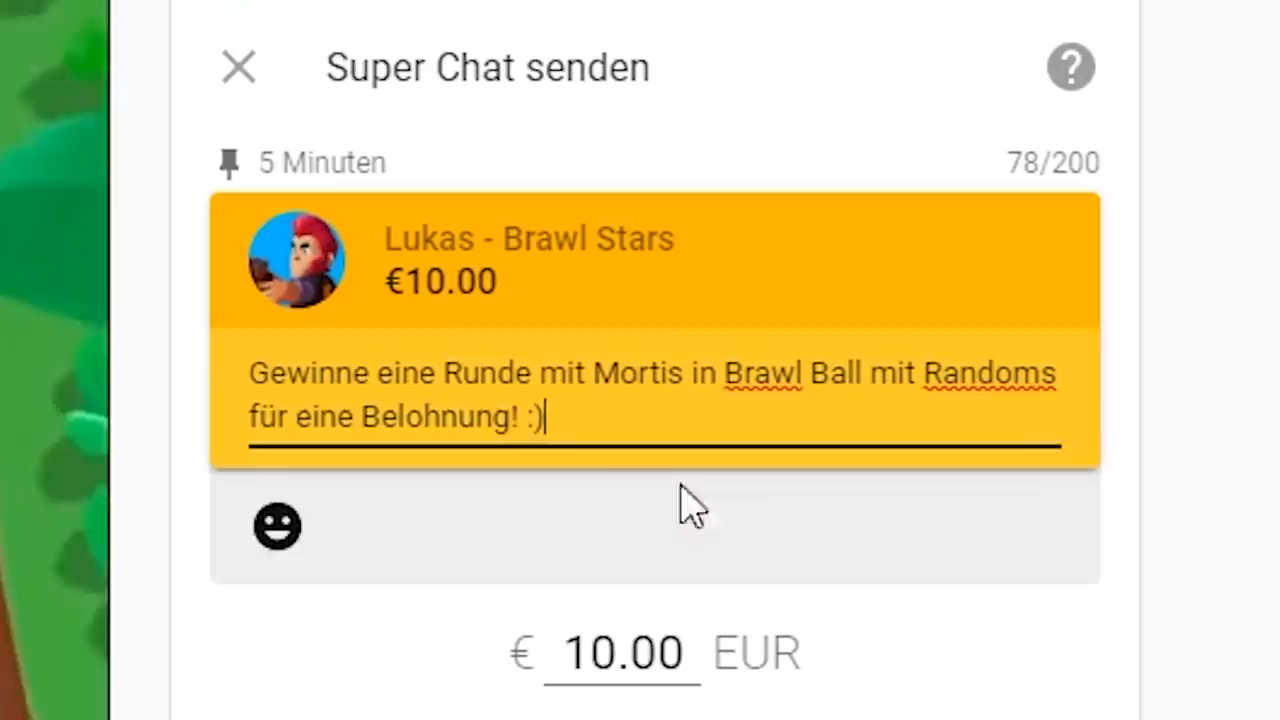 Super Chat senden
5 Minuten 78/200
Lukas - Brawl Stars
€10.00
Gewinne eine Runde mit Mortis in Brawl Ball mit Randoms
für eine Belohnung! :)
€ 10.00 EUR